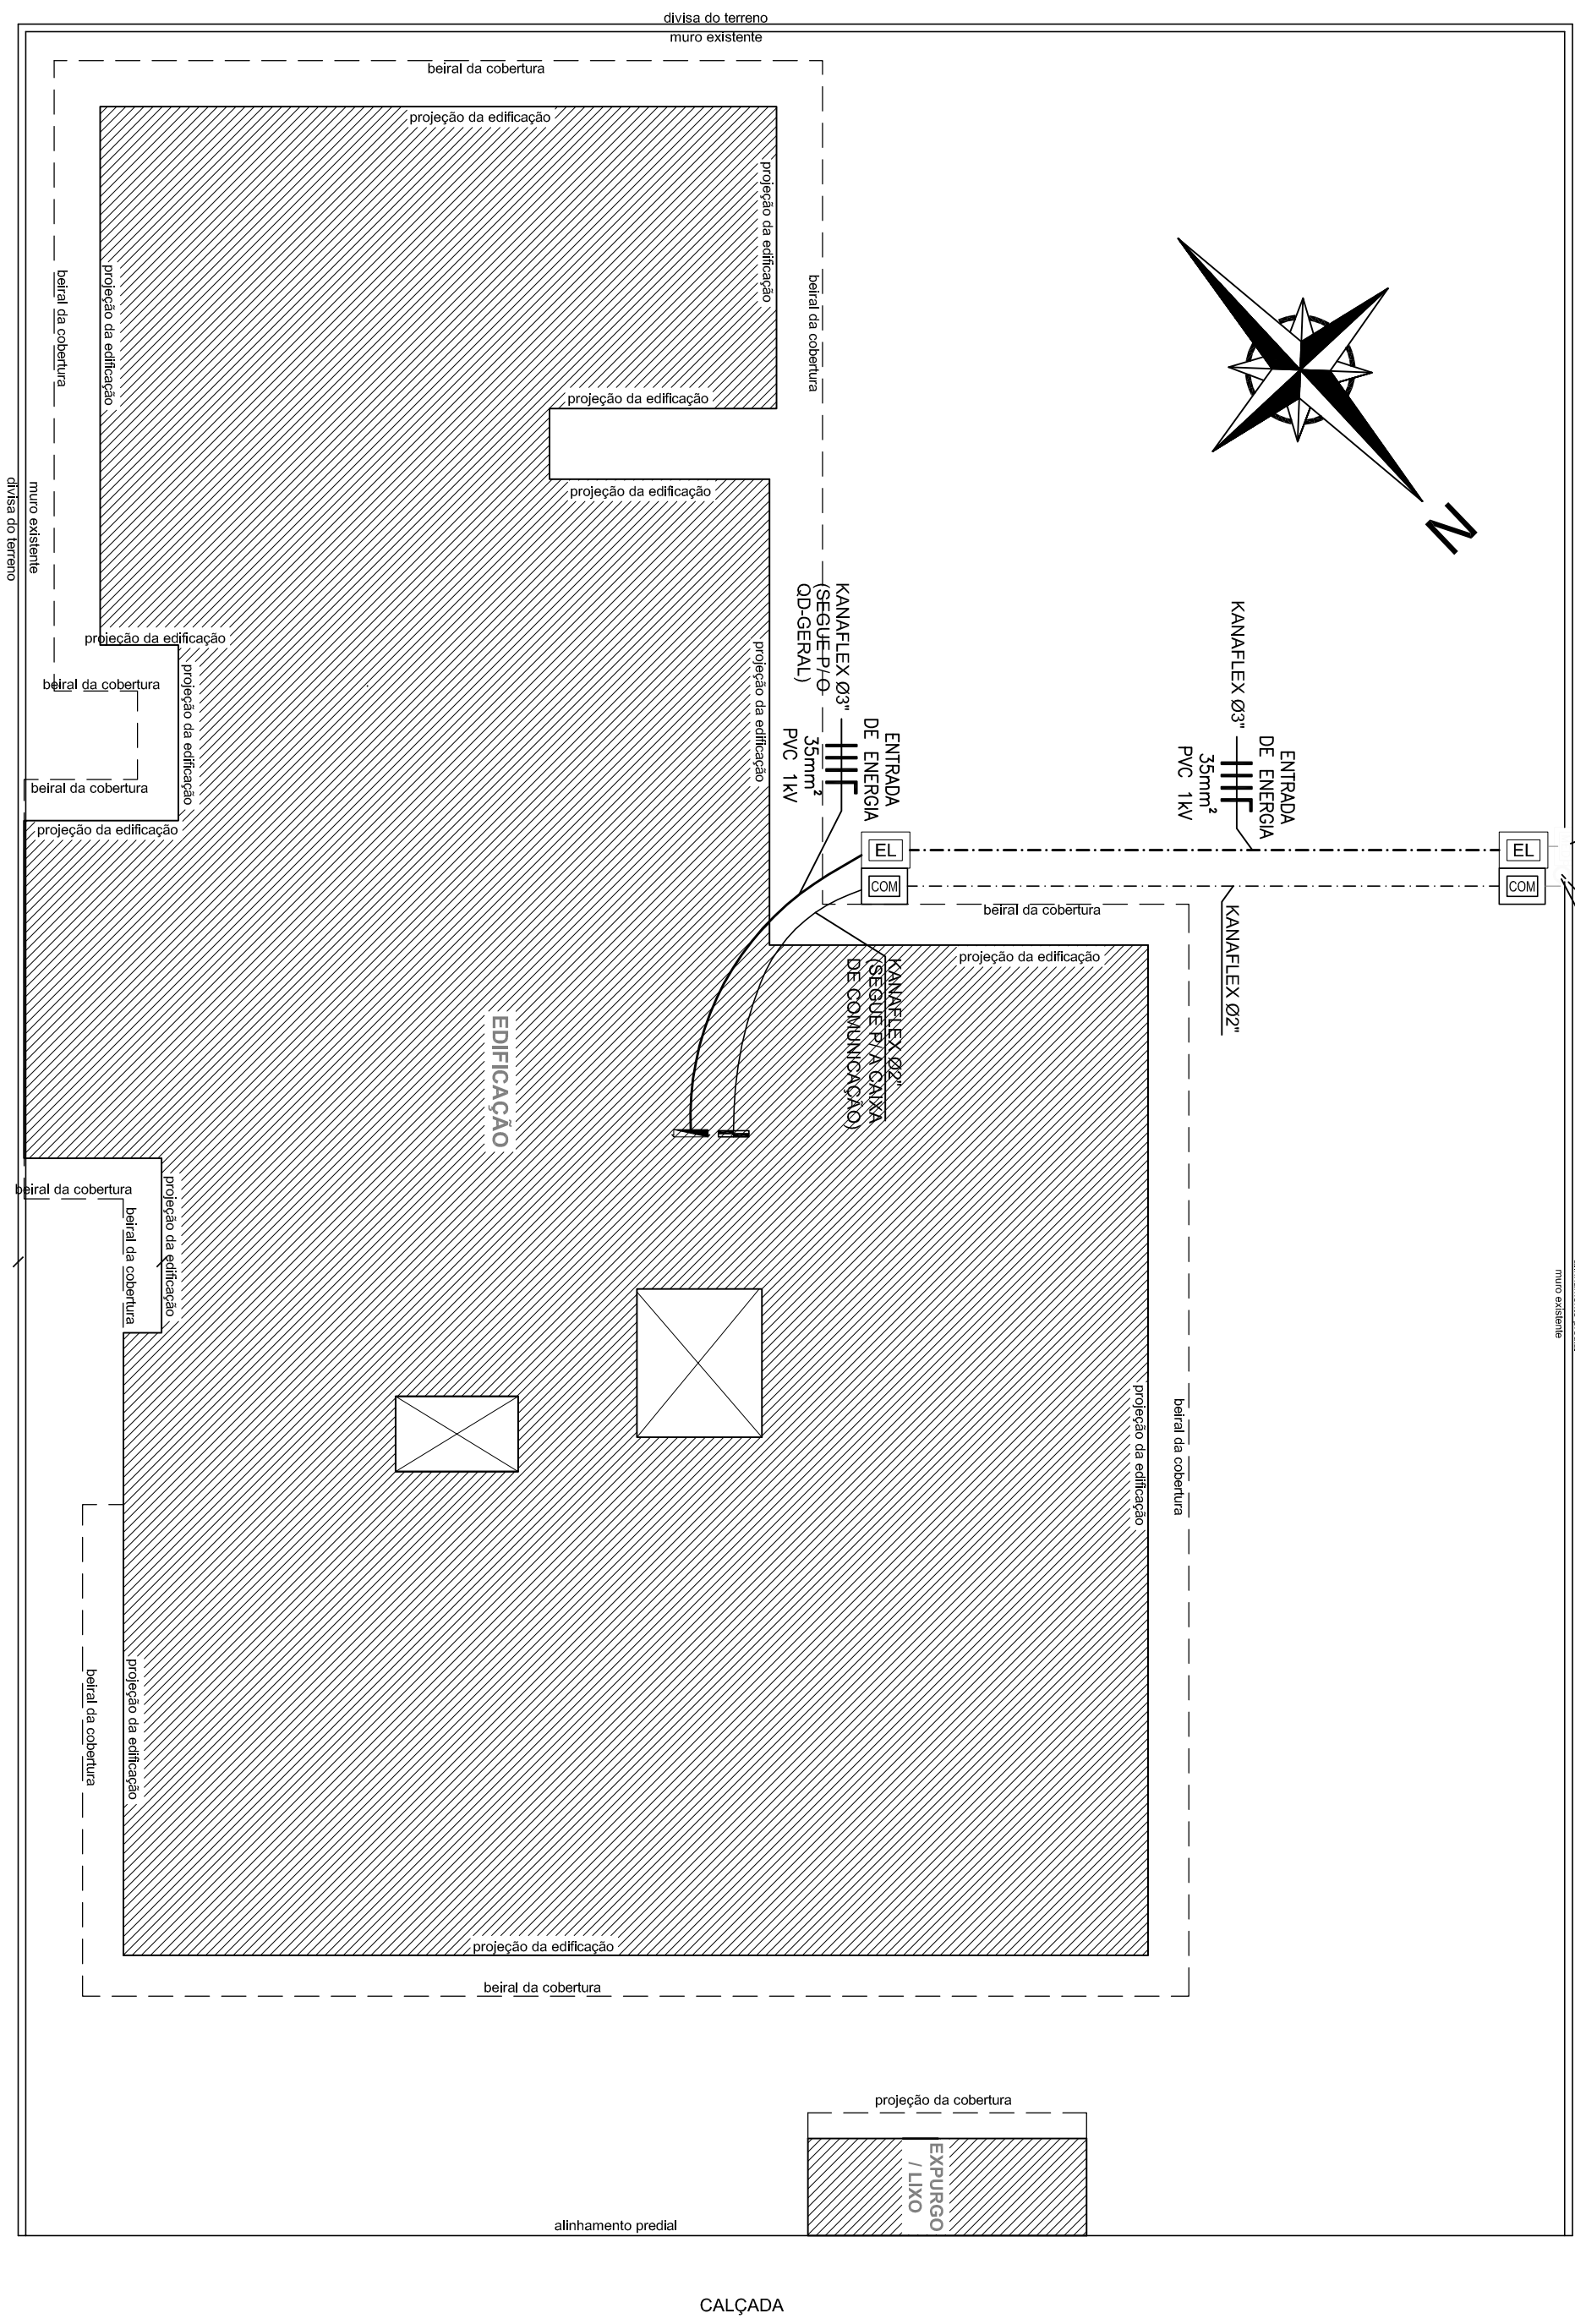 divisa do terreno
muro existente
beiral da cobertura
projeção da edificação
projeção da edificação
beiral da cobertura
projeção da edificação
beiral da cobertura
projeção da edificação
projeção da edificação
muro existente
divisa do terreno
N
KANAFLEX Ø3"
(SEGUE P/ O
QD-GERAL)
KANAFLEX Ø3"
projeção da edificação
projeção da edificação
beiral da cobertura
projeção da edificação
beiral da cobertura
projeção da edificação
ENTRADA
DE ENERGIA
35mm²
PVC 1kV
ENTRADA
DE ENERGIA
35mm²
PVC 1kV
EL
COM
EL
COM
beiral da cobertura
projeção da edificação
KANAFLEX Ø2"
KANAFLEX Ø2"
(SEGUE P/ A CAIXA
DE COMUNICAÇÃO)
EDIFICAÇÃO
beiral da cobertura
projeção da edificação
beiral da cobertura
muro existente
projeção da edificação
beiral da cobertura
projeção da edificação
beiral da cobertura
projeção da edificação
beiral da cobertura
projeção da cobertura
EXPURGO
/ LIXO
alinhamento predial
CALÇADA